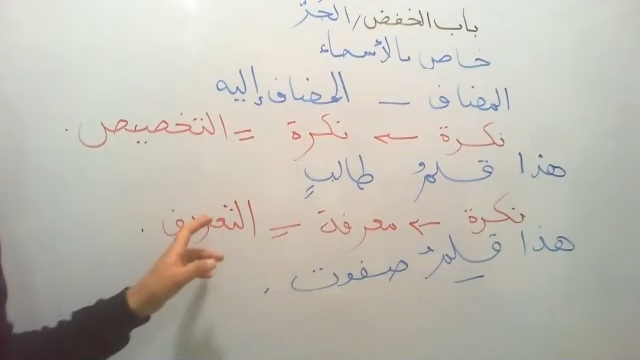 باب الخفض/الجَرُّ
خاص بالأسماء
المضاف – المضاف إليه
نكرة ← نكرة = التخصيص.
هذا قلمُ طالبٍ
نكرة ← معرفة = التعريف.
هذا قلمُ صفوت.